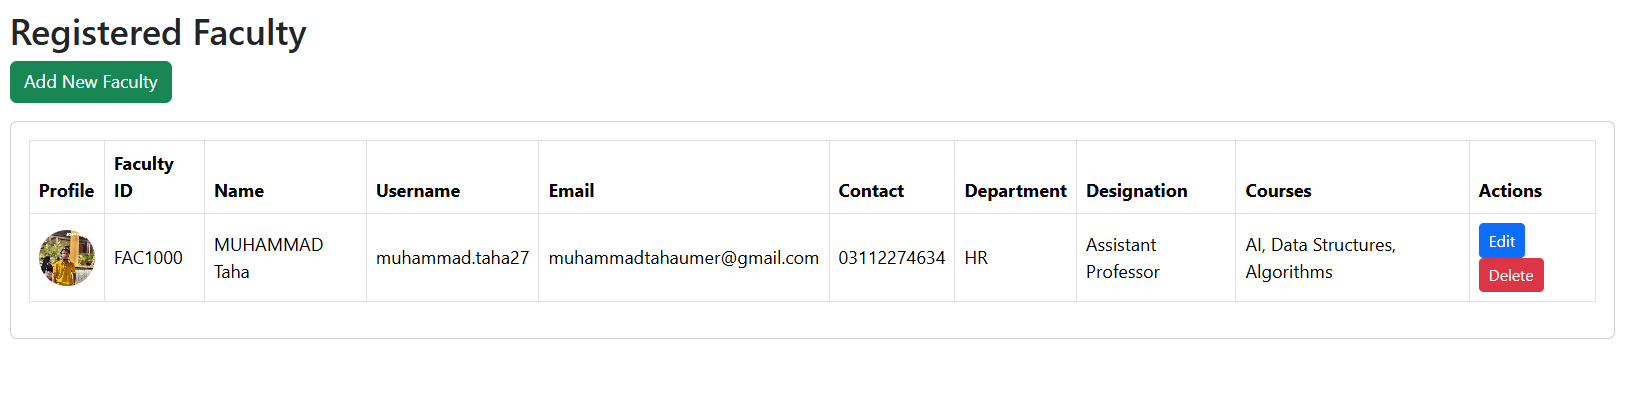 Registered Faculty
Add New Faculty
Profile
Faculty
ID
Name
Username
Email
Contact
Department
Designation
Courses
Actions
FAC1000
MUHAMMAD
Taha
muhammad.taha27
muhammadtahaumer@gmail.com
03112274634
HR
Assistant
Professor
AI, Data Structures,
Algorithms
Edit
Delete